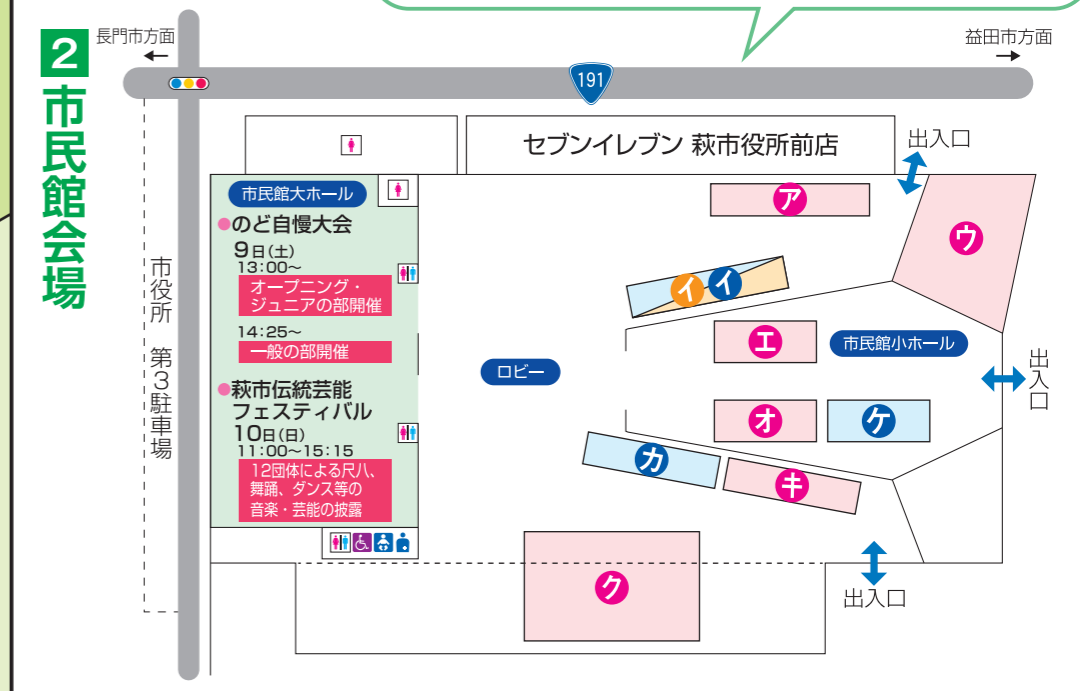 2
市民館会場
長門市方面
←
益田市方面
→
191
セブンイレブン 萩市役所前店
出入口
市役所 第3駐車場
市民館大ホール
●のど自慢大会
9日(土)
13:00〜
オープニング・
ジュニアの部開催
14:25〜
一般の部開催
●萩市伝統芸能
フェスティバル
10日(日)
11:00〜15:15
12団体による尺八、
舞踊、ダンス等の
音楽・芸能の披露
ロビー
ア
イ イ
ウ
エ
市民館小ホール
出入口
オ
ケ
カ
キ
ク
出入口